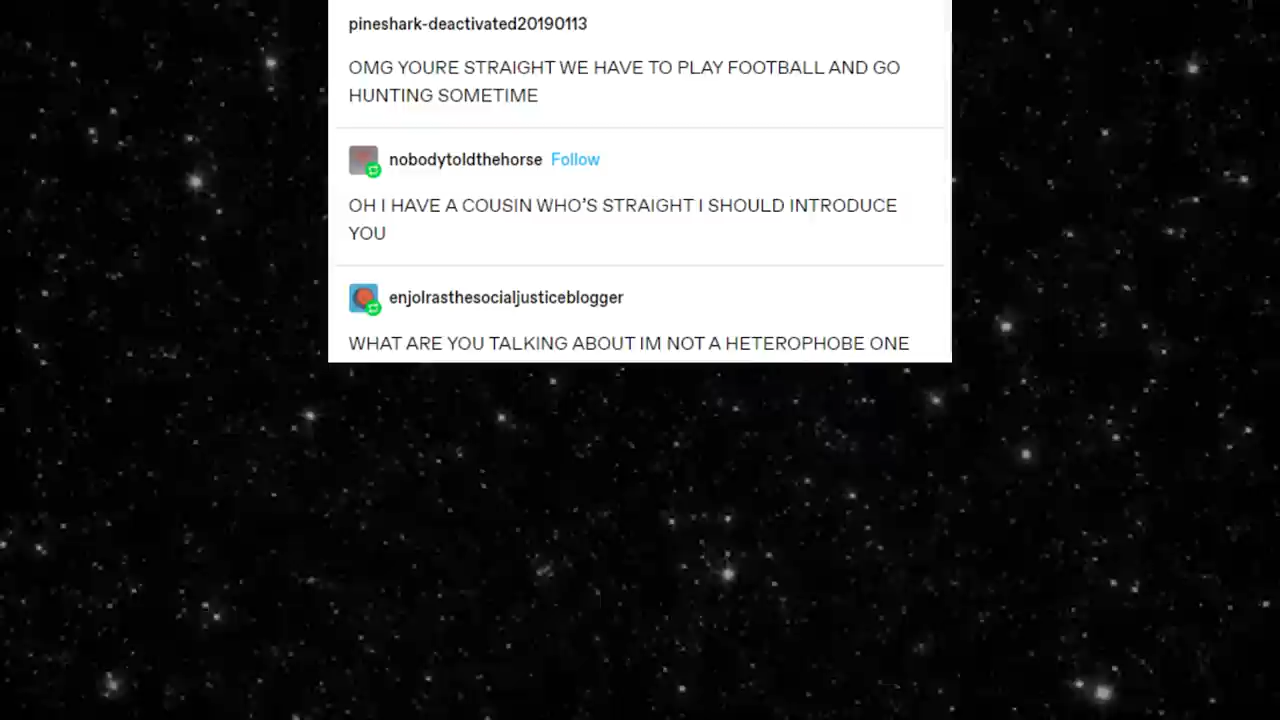 pineshark-deactivated20190113
OMG YOURE STRAIGHT WE HAVE TO PLAY FOOTBALL AND GO
HUNTING SOMETIME
nobodytoldthehorse Follow
OH I HAVE A COUSIN WHO'S STRAIGHT I SHOULD INTRODUCE
YOU
enjolrasthesocialjusticeblogger
WHAT ARE YOU TALKING ABOUT IM NOT A HETEROPHOBE ONE